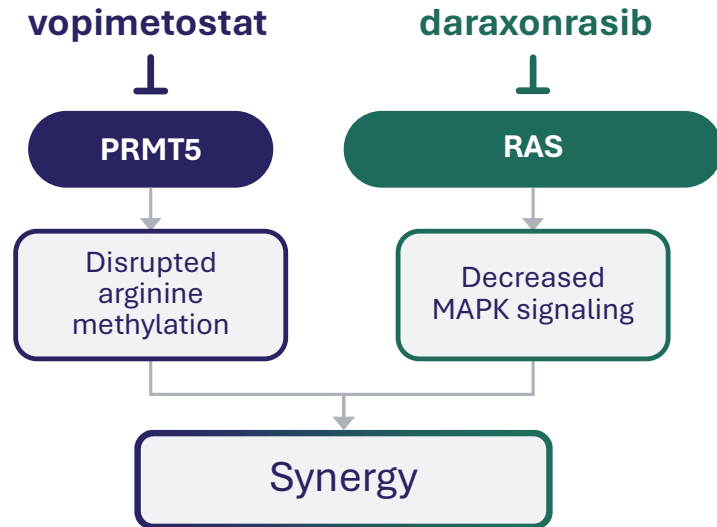 vopimetostat
daraxonrasib
PRMT5
RAS
Disrupted
arginine
methylation
Decreased
MAPK signaling
Synergy